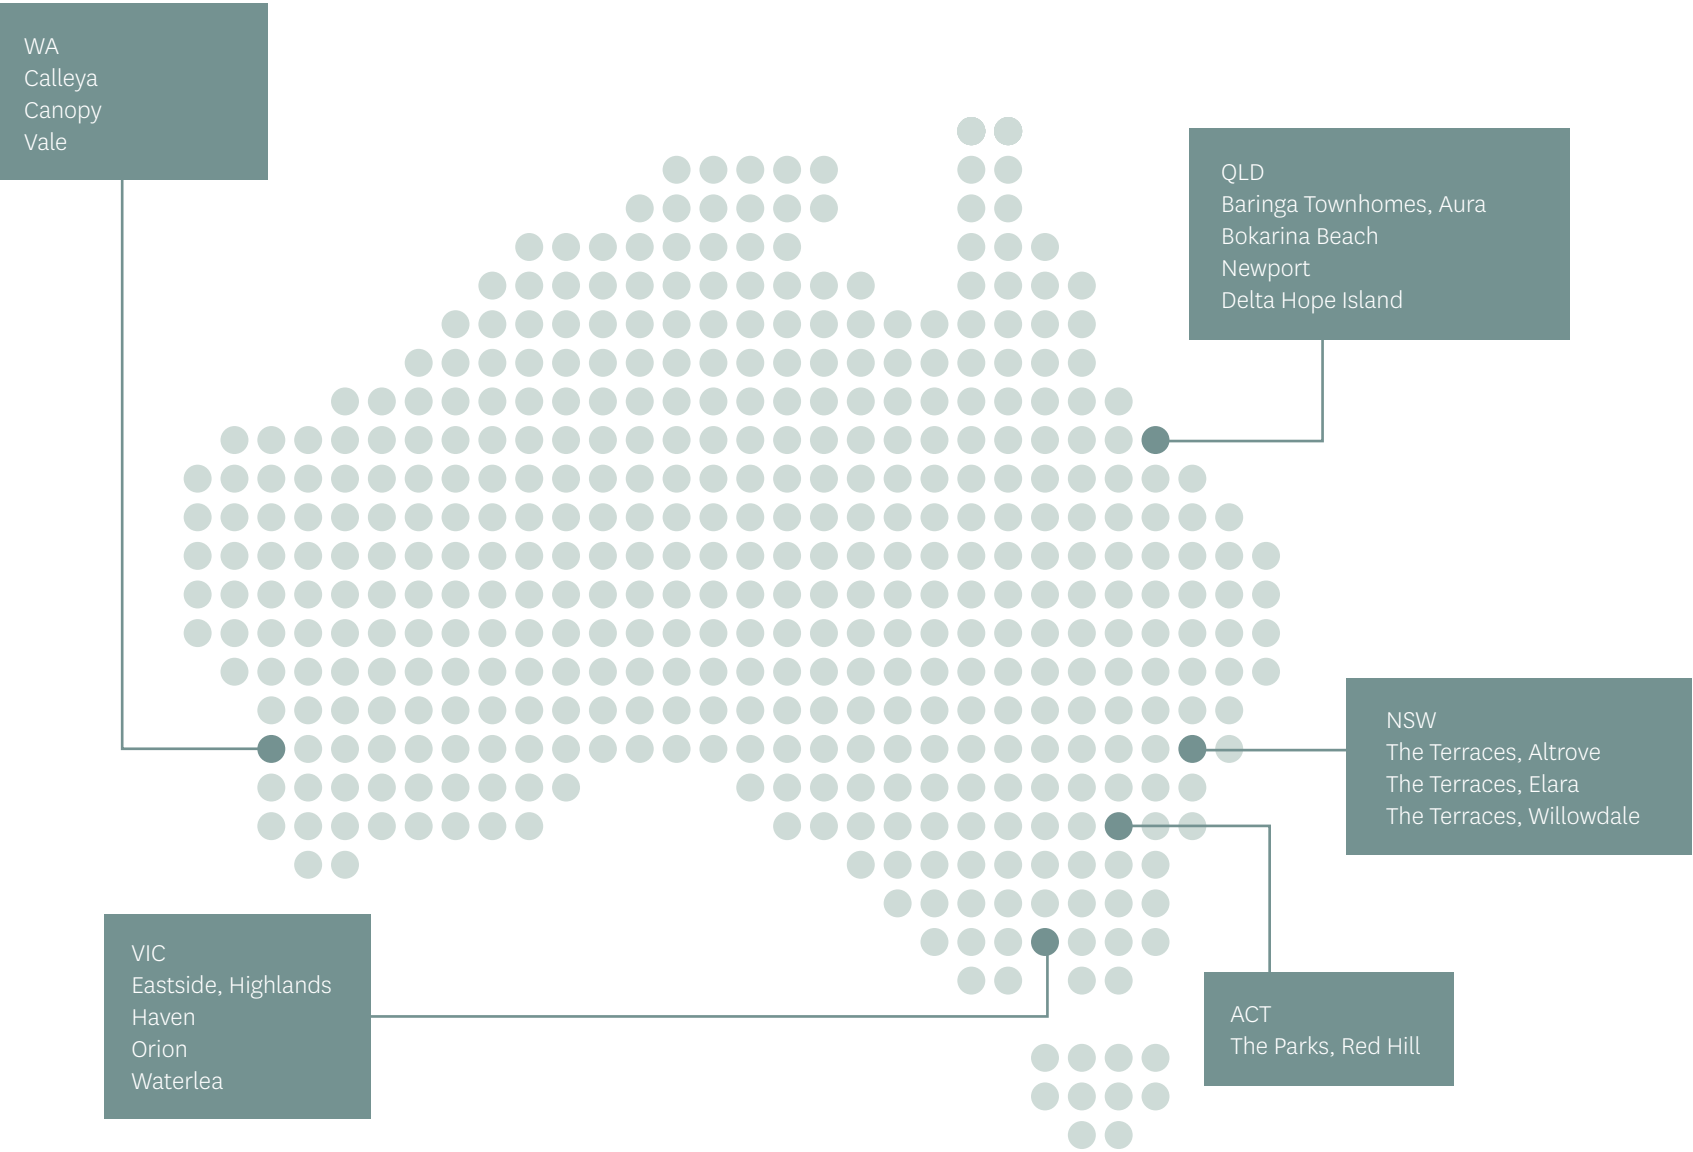 WA
Calleya
Canopy
Vale
QLD
Baringa Townhomes, Aura
Bokarina Beach
Newport
Delta Hope Island
NSW
The Terraces, Altrove
The Terraces, Elara
The Terraces, Willowdale
VIC
Eastside, Highlands
Haven
Orion
Waterlea
ACT
The Parks, Red Hill